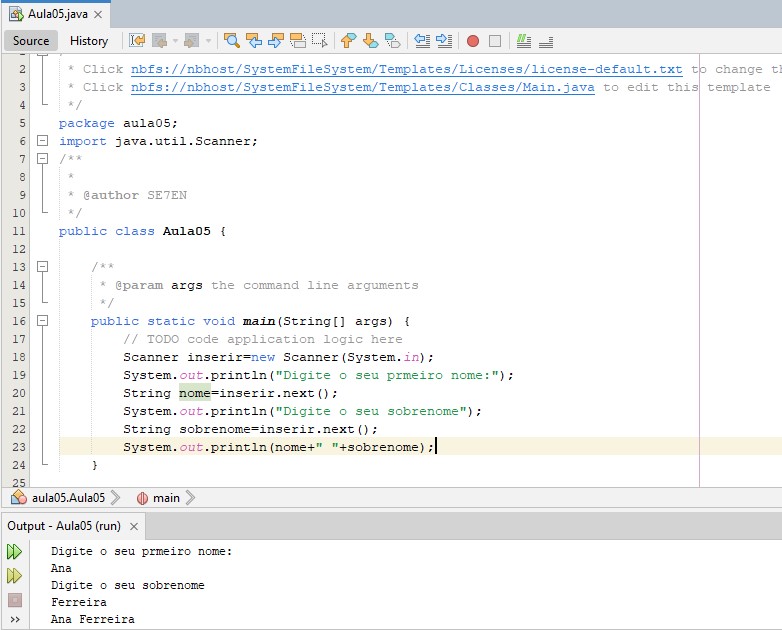 Aula05.java
Source History
2 * Click nbfs://nbhost/SystemFileSystem/Templates/Licenses/license-default.txt to change th
3 * Click nbfs://nbhost/SystemFileSystem/Templates/Classes/Main.java to edit this template
4 */
5 package aula05;
6 import java.util.Scanner;
7 /**
8 *
9 * @author SE7EN
10 */
11 public class Aula05 {
12
13 /**
14 * @param args the command line arguments
15 */
16 public static void main(String[] args) {
17 // TODO code application logic here
18 Scanner inserir=new Scanner(System.in);
19 System.out.println("Digite o seu prmeiro nome:");
20 String nome=inserir.next();
21 System.out.println("Digite o seu sobrenome");
22 String sobrenome=inserir.next();
23 System.out.println(nome+" "+sobrenome);
24 }
25
aula05.Aula05 main
Output - Aula05 (run)
Digite o seu prmeiro nome:
Ana
Digite o seu sobrenome
Ferreira
Ana Ferreira